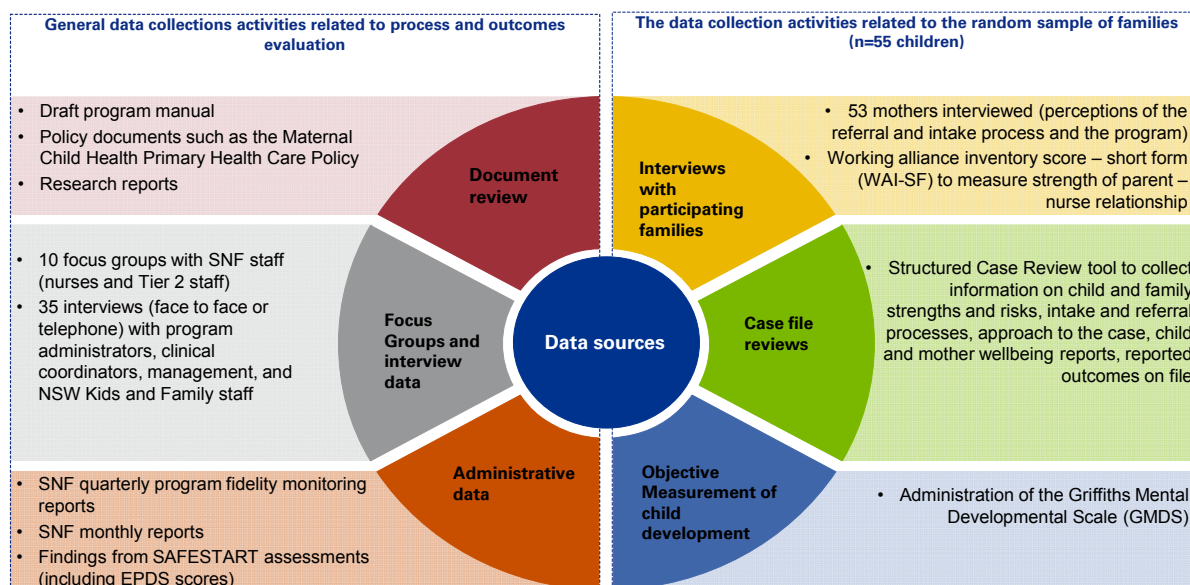 General data collections activities related to process and outcomes
evaluation
The data collection activities related to the random sample of families
(n=55 children)
• Draft program manual
• Policy documents such as the Maternal
Child Health Primary Health Care Policy
• Research reports
Document
review
Interviews
with
participating
families
• 53 mothers interviewed (perceptions of the
referral and intake process and the program)
• Working alliance inventory score – short form
(WAI-SF) to measure strength of parent –
nurse relationship
• 10 focus groups with SNF staff
(nurses and Tier 2 staff)
• 35 interviews (face to face or
telephone) with program
administrators, clinical
coordinators, management, and
NSW Kids and Family staff
Focus
Groups and
interview
data
Data sources
Case file
reviews
• Structured Case Review tool to collect
information on child and family
strengths and risks, intake and referral
processes, approach to the case, child
and mother wellbeing reports, reported
outcomes on file
• SNF quarterly program fidelity monitoring
reports
• SNF monthly reports
• Findings from SAFESTART assessments
(including EPDS scores)
Administrative
data
Objective
Measurement of
child
development
• Administration of the Griffiths Mental
Developmental Scale (GMDS)